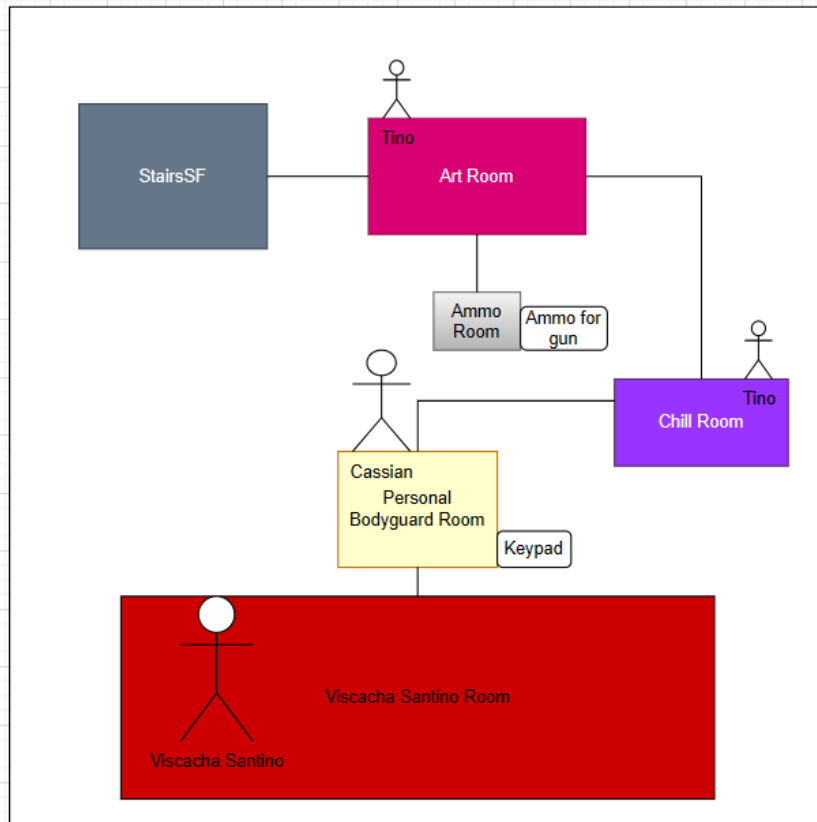 Tino
StairsSF
Art Room
Ammo
Room
Ammo for
gun
Tino
Chill Room
Cassian
Personal
Bodyguard Room
Keypad
Viscacha Santino Room
Viscacha Santino